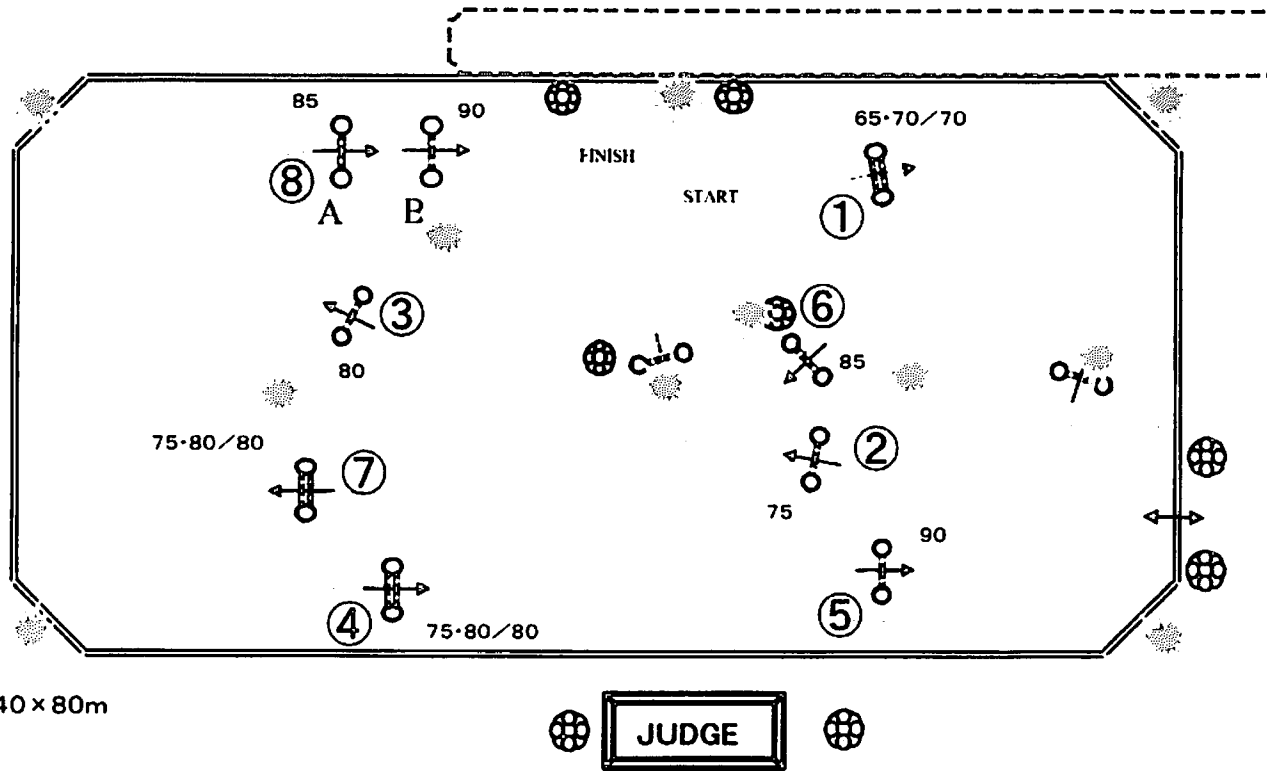 85
90
65·70/70
FINISH
⑧
START
①
A
B
③
⑥
80
85
75·80/80
⑦
②
75
90
④
75·80/80
⑤
40×80m
JUDGE